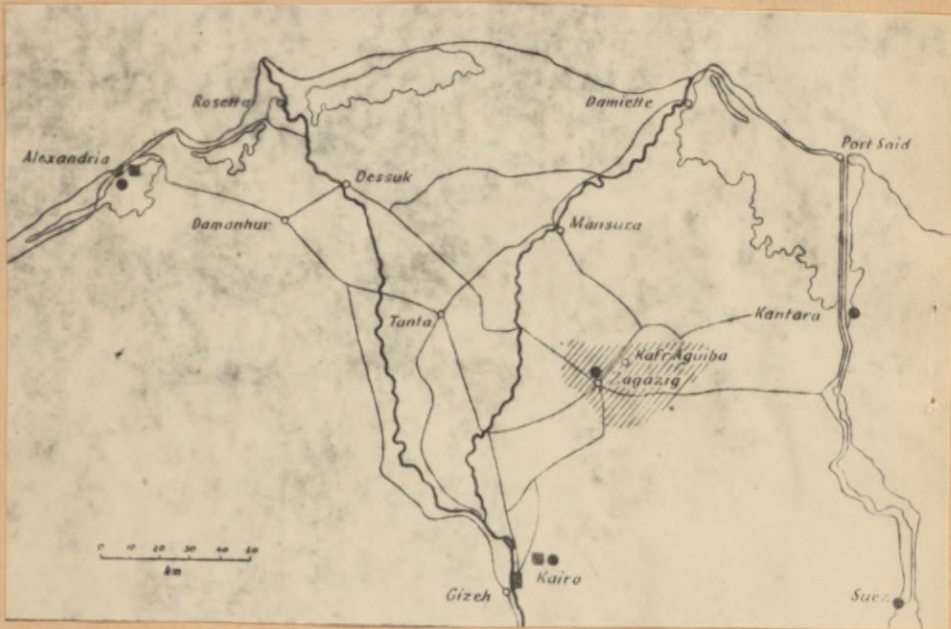 Rosetta
Damiette
Port Said
Alexandria
Dessuk
Damanhur
Mansura
Tanta
Kantara
Kafr Aguiba
Zagazig
0 10 20 30 40 50
km
Kairo
Gizeh
Suez